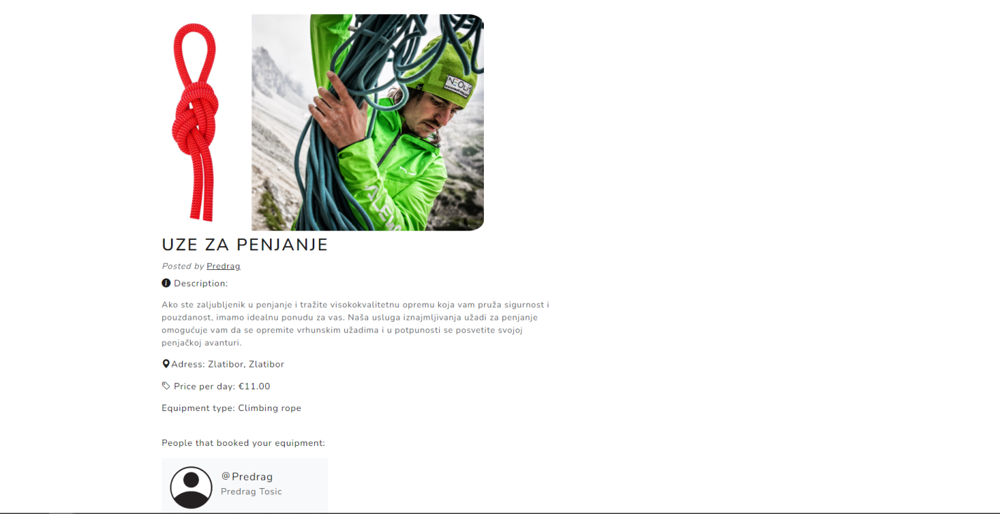 NEOLIT
UZE ZA PENJANJE
Posted by Predrag
Description:
Ako ste zaljubljenik u penjanje i tražite visokokvalitetnu opremu koja vam pruža sigurnost i
pouzdanost, imamo idealnu ponudu za vas. Naša usluga iznajmljivanja užadi za penjanje
omogućuje vam da se opremite vrhunskim užadima i u potpunosti se posvetite svojoj
penjačkoj avanturi.
Adress: Zlatibor, Zlatibor
Price per day: €11.00
Equipment type: Climbing rope
People that booked your equipment:
@Predrag
Predrag Tosic